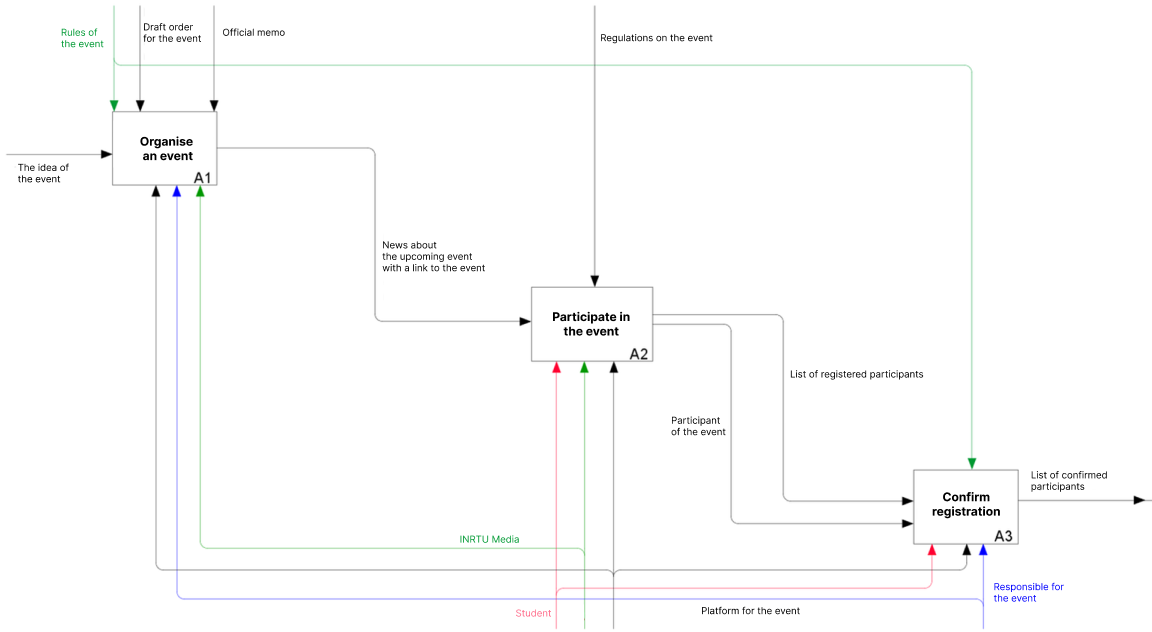 Rules of
the event
Draft order
for the event
Official memo
Regulations on the event
Organise
an event
A1
The idea of
the event
News about
the upcoming event
with a link to the event
Participate in
the event
A2
List of registered participants
Participant
of the event
List of confirmed
participants
Confirm
registration
A3
INRTU Media
Responsible for
the event
Student
Platform for the event